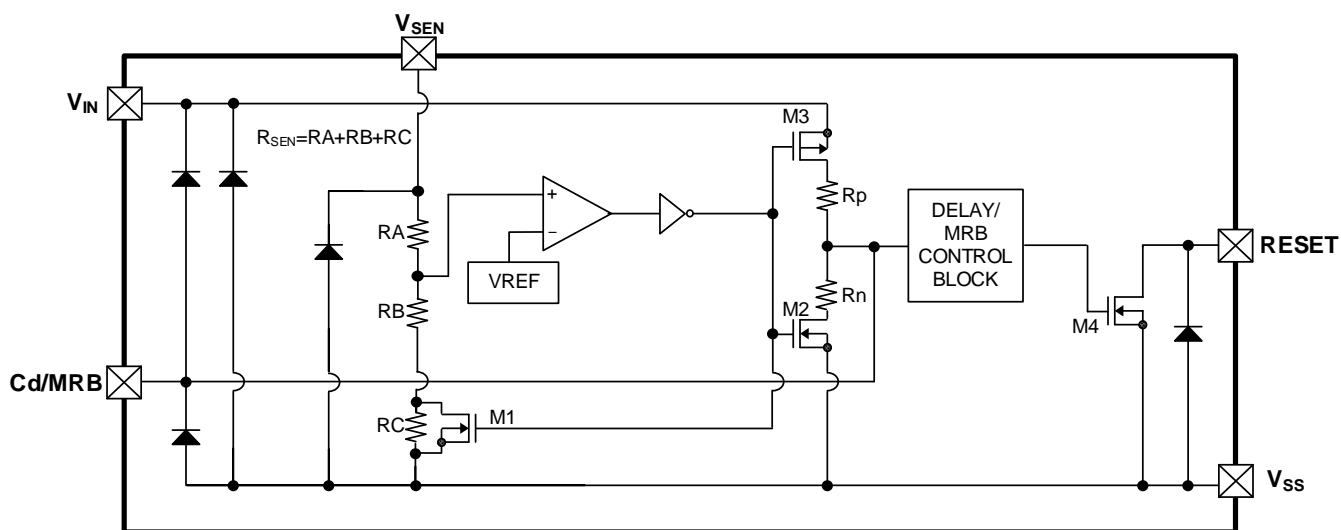 VSEN
VIN
RSEN=RA+RB+RC
M3
Rp
RA
+
−
VREF
DELAY/
MRB
CONTROL
BLOCK
RESET
RB
Rn
M2
M4
Cd/MRB
RC
M1
VSS